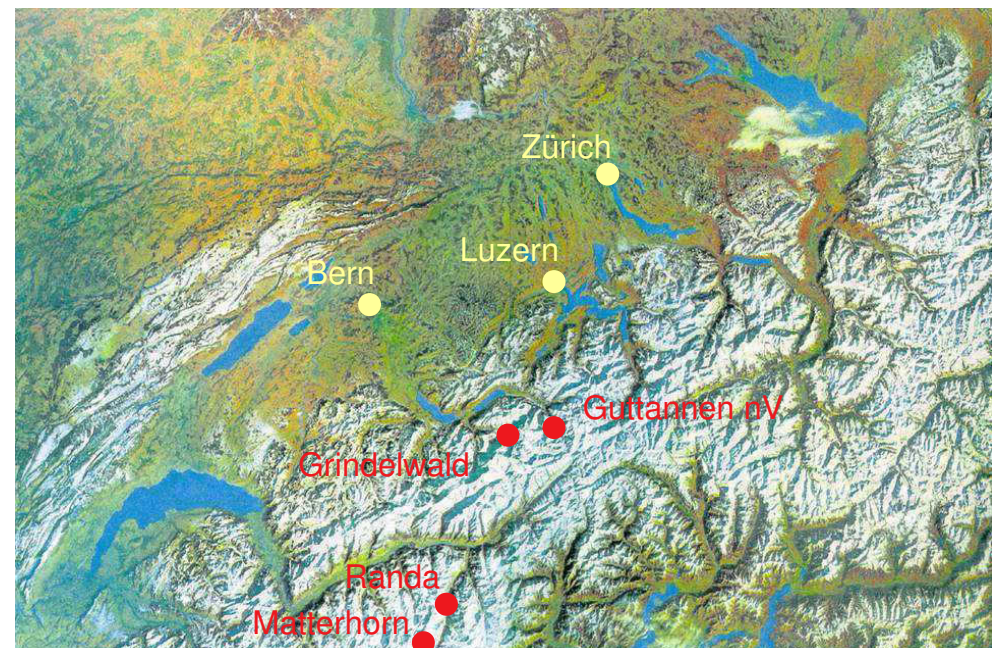 Zürich
Luzern
Bern
Guttannen nV
Grindelwald
Randa
Matterhorn